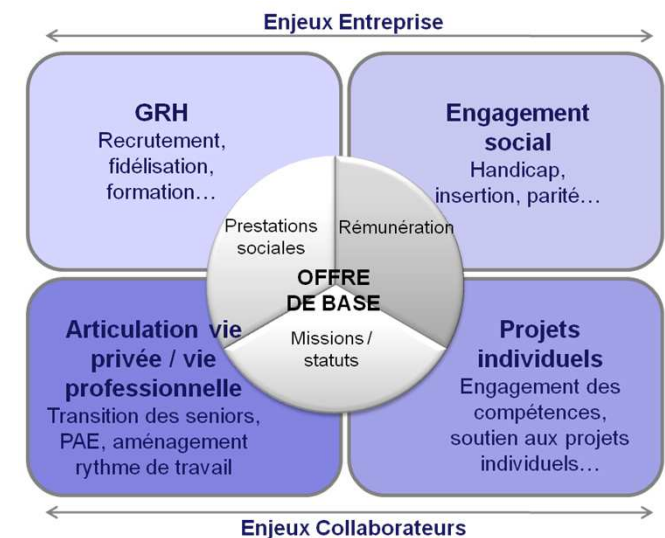 Enjeux Entreprise
GRH
Recrutement,
fidélisation,
formation…
Engagement
social
Handicap,
insertion, parité…
Prestations
sociales
Rémunération
OFFRE
DE BASE
Missions /
statuts
Articulation vie
privée / vie
professionnelle
Transition des seniors,
PAE, aménagement
rythme de travail
Projets
individuels
Engagement des
compétences,
soutien aux projets
individuels…
Enjeux Collaborateurs